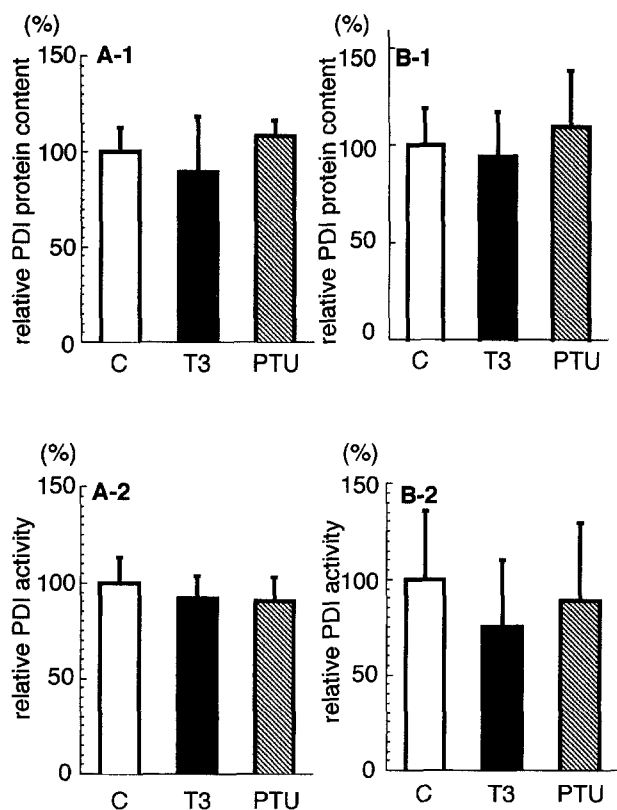 (%)
A-1
relative PDI protein content
150
100
50
0
C T3 PTU
(%)
B-1
relative PDI protein content
150
100
50
0
C T3 PTU
(%)
A-2
relative PDI activity
150
100
50
0
C T3 PTU
(%)
B-2
relative PDI activity
150
100
50
0
C T3 PTU